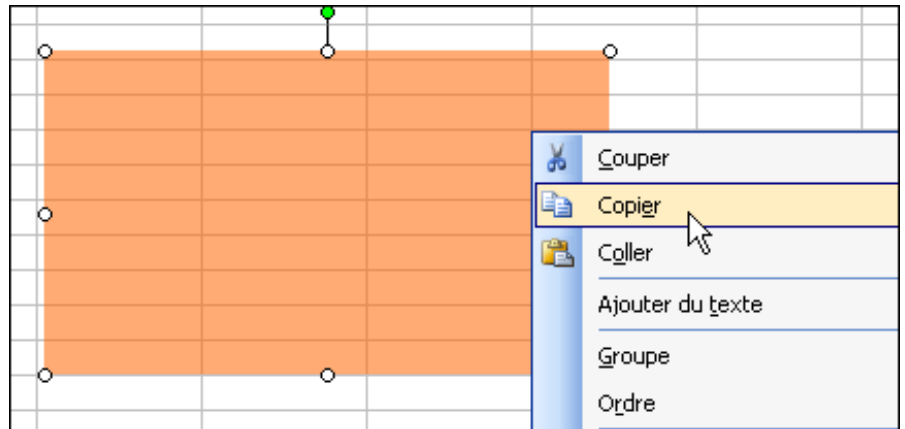 Couper
Copier
Coller
Ajouter du texte
Groupe
Ordre